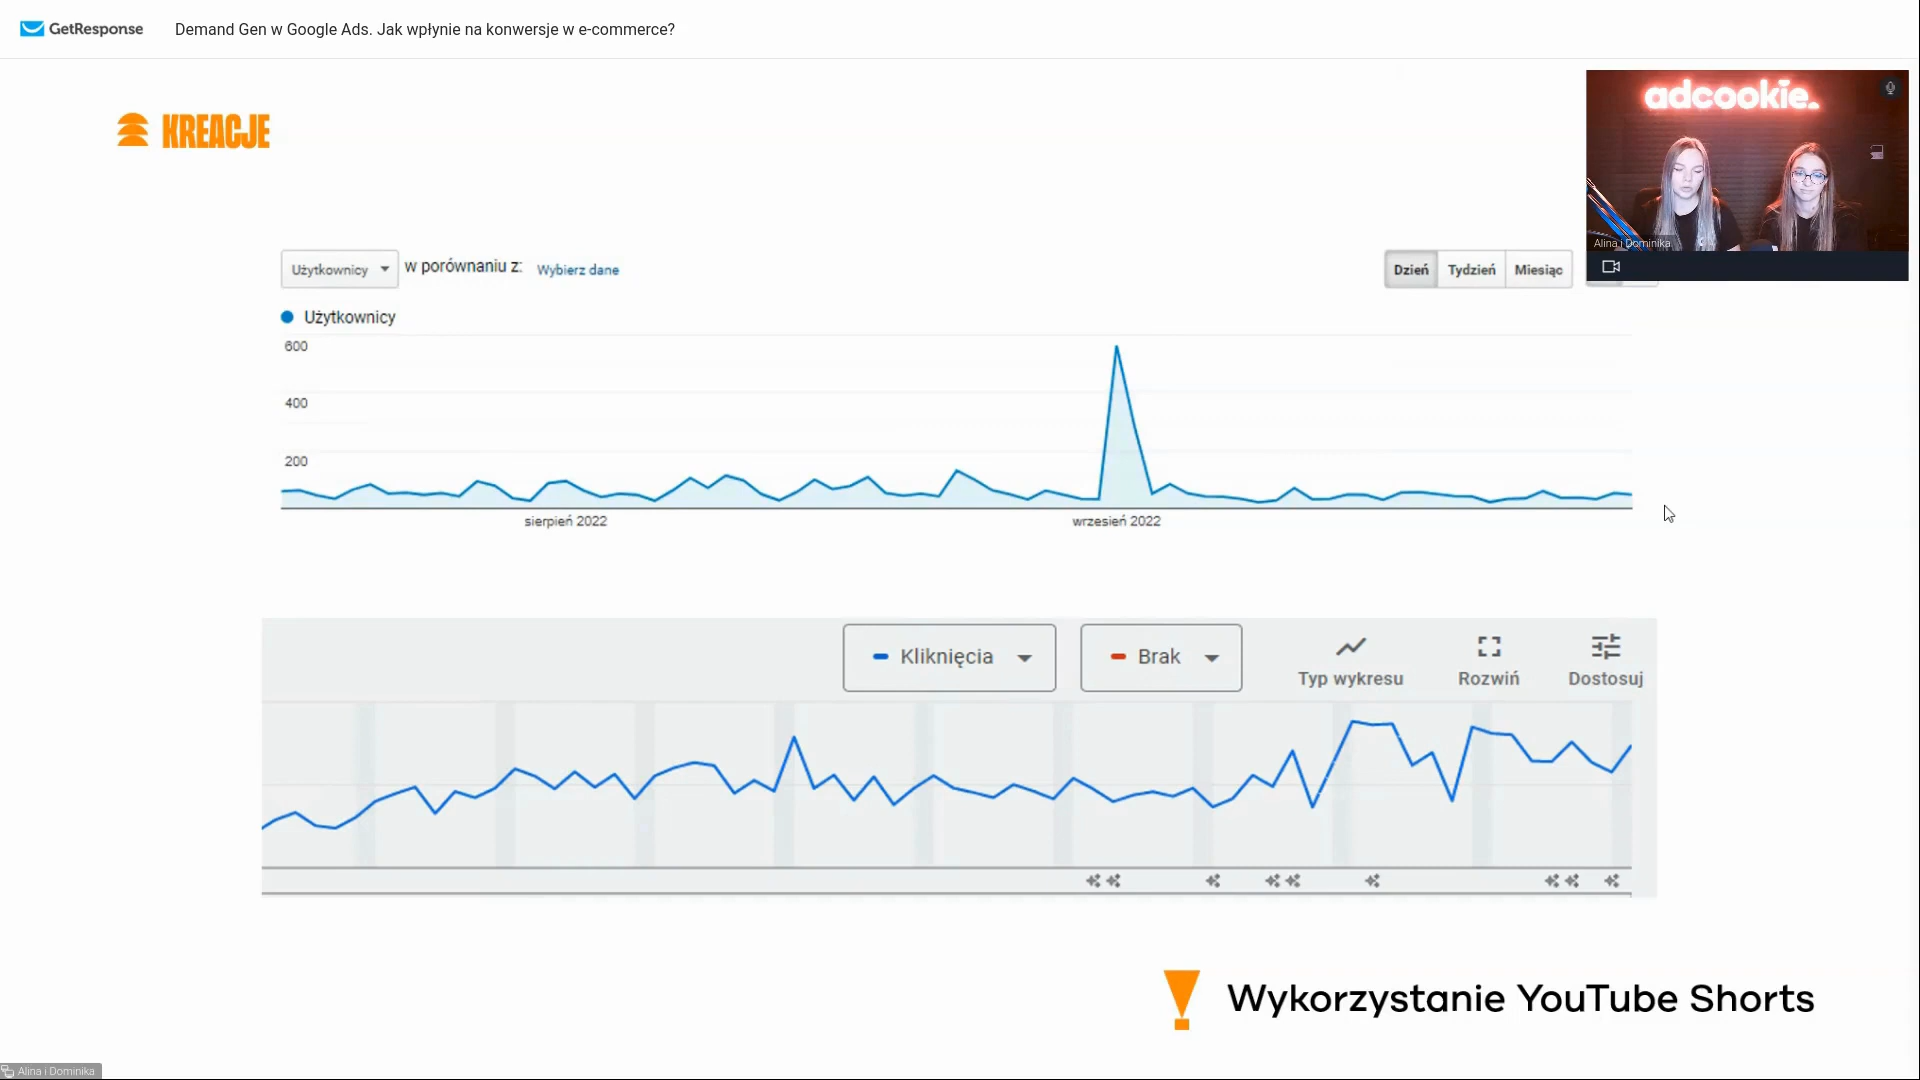 GetResponse
Demand Gen w Google Ads. Jak wpłynie na konwersje w e-commerce?
adcookie.
KREACJE
Alina i Dominika
Użytkownicy
w porównaniu z:
Wybierz dane
Dzień
Tydzień
Miesiąc
Użytkownicy
600
400
200
sierpień 2022
wrzesień 2022
Kliknięcia
Brak
Typ wykresu
Rozwiń
Dostosuj
Wykorzystanie YouTube Shorts
Alina i Dominika